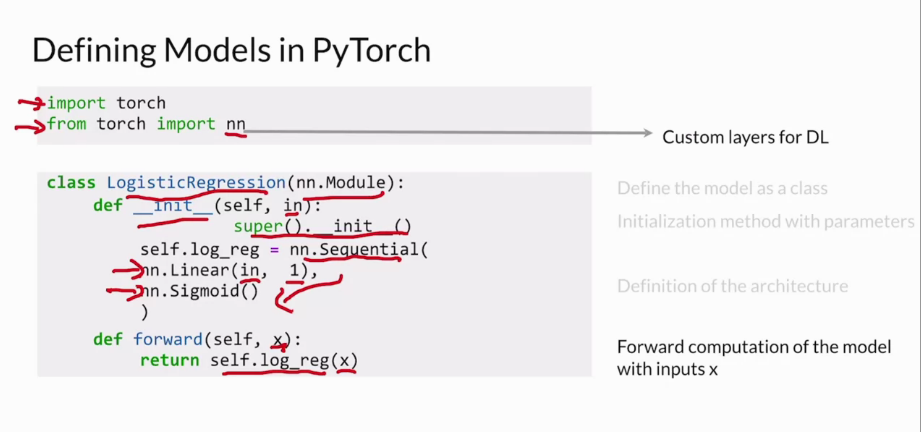 Defining Models in PyTorch
import torch
from torch import nn
Custom layers for DL
class LogisticRegression(nn.Module):
def __init__(self, in):
super().__init__()
self.log_reg = nn.Sequential(
nn.Linear(in, 1),
nn.Sigmoid()
)
def forward(self, x):
return self.log_reg(x)
Define the model as a class
Initialization method with parameters
Definition of the architecture
Forward computation of the model
with inputs x